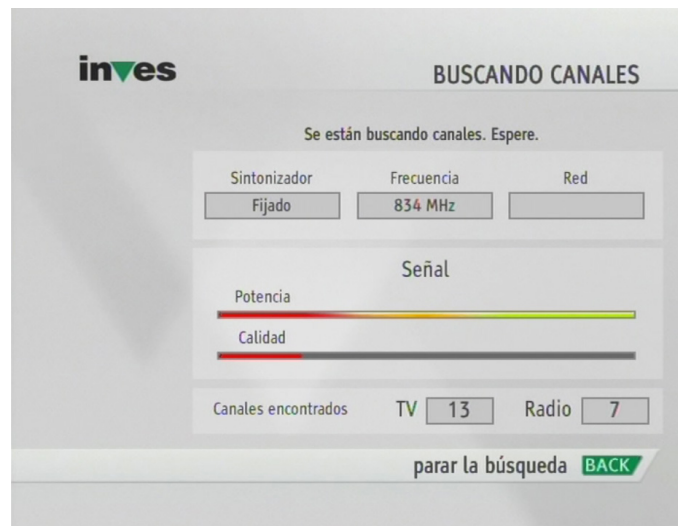 inves
BUSCANDO CANALES
Se están buscando canales. Espere.
Sintonizador Frecuencia Red
Fijado 834 MHz
Señal
Potencia
Calidad
Canales encontrados TV 13 Radio 7
parar la búsqueda BACK